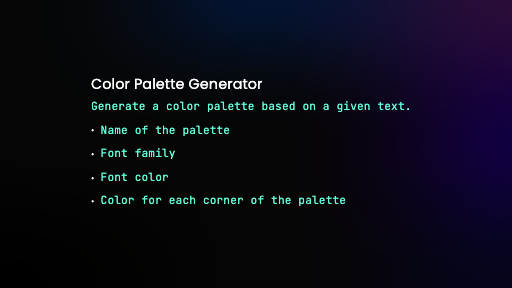 Color Palette Generator
Generate a color palette based on a given text.
• Name of the palette
• Font family
• Font color
• Color for each corner of the palette